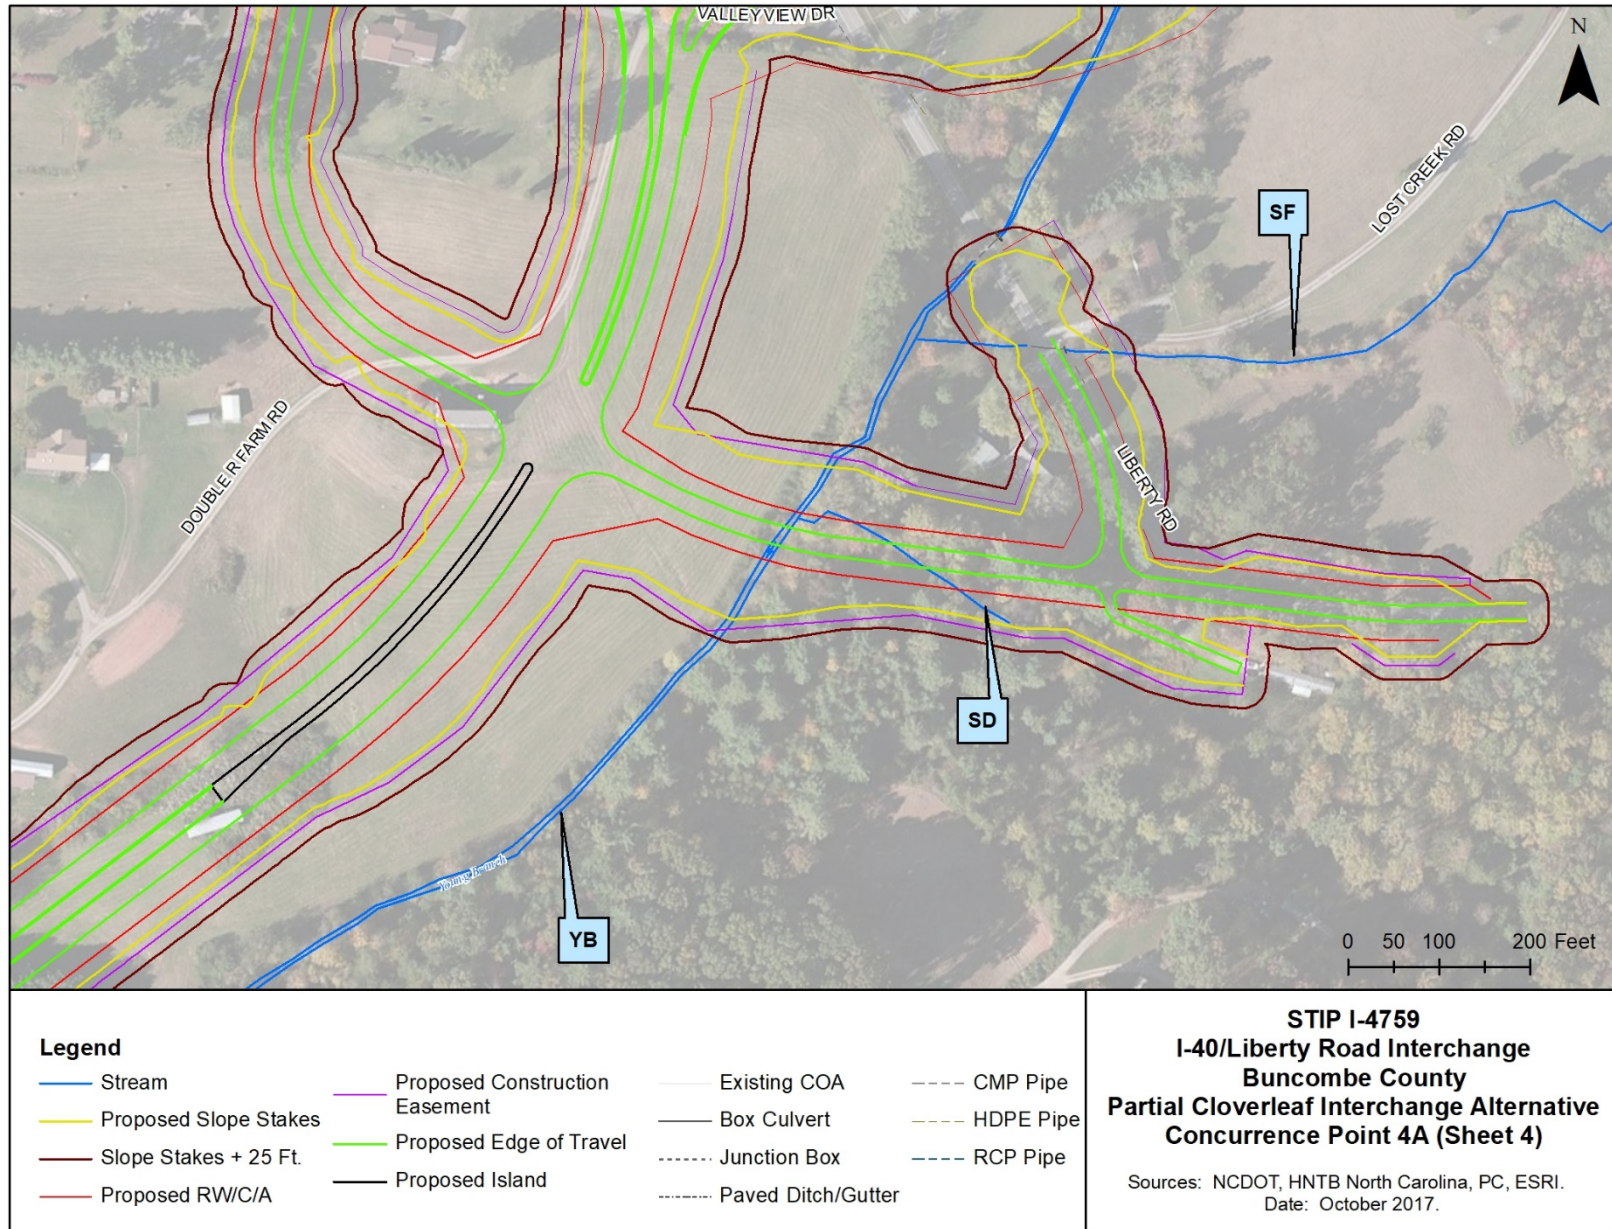 VALLEYVIEW DR
N
LOST CREEK RD
SF
DOUBLE R FARM RD
LIBERTY RD
SD
Young Branch
YB
0 50 100 200 Feet
Legend
Stream
Proposed Slope Stakes
Slope Stakes + 25 Ft.
Proposed RW/C/A
Proposed Construction
Easement
Proposed Edge of Travel
Proposed Island
Existing COA
Box Culvert
Junction Box
Paved Ditch/Gutter
CMP Pipe
HDPE Pipe
RCP Pipe
STIP I-4759
I-40/Liberty Road Interchange
Buncombe County
Partial Cloverleaf Interchange Alternative
Concurrence Point 4A (Sheet 4)
Sources: NCDOT, HNTB North Carolina, PC, ESRI.
Date: October 2017.